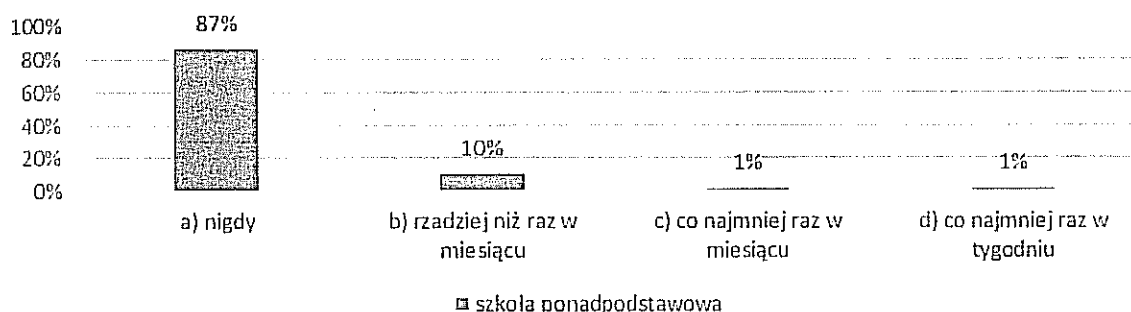 100%
80%
60%
40%
20%
0%
87%
10%
1%
1%
a) nigdy
b) rzadziej niż raz w
miesiącu
c) co najmniej raz w
miesiącu
d) co najmniej raz w
tygodniu
szkoła ponadpodstawowa